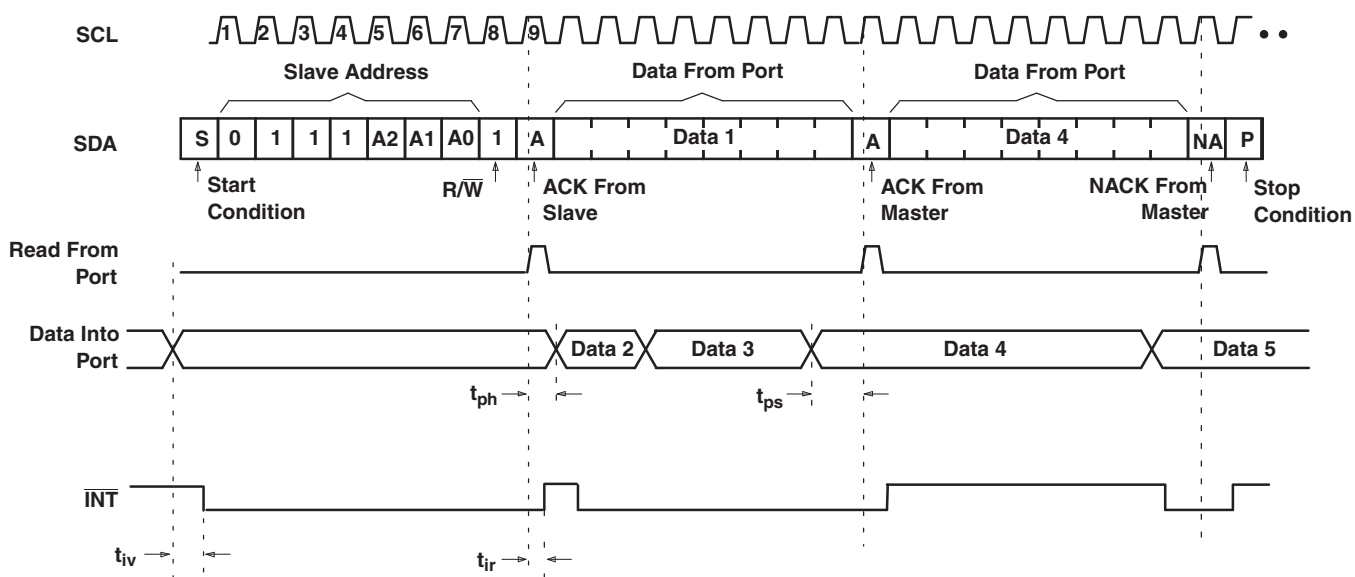 SCL 1 2 3 4 5 6 7 8 9
Slave Address Data From Port Data From Port
SDA S 0 1 1 1 A2 A1 A0 1 A Data 1 A Data 4 NA P
Start Condition
R/W
ACK From Slave
ACK From Master
NACK From Master
Stop Condition
Read From Port
Data Into Port
Data 2 Data 3 Data 4 Data 5
tph
tps
INT
tiv
tir